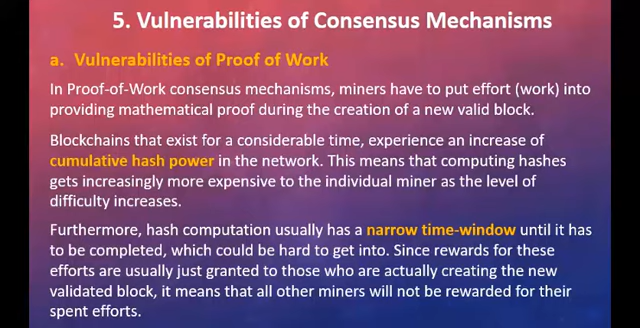 5. Vulnerabilities of Consensus Mechanisms
a. Vulnerabilities of Proof of Work
In Proof-of-Work consensus mechanisms, miners have to put effort (work) into
providing mathematical proof during the creation of a new valid block.
Blockchains that exist for a considerable time, experience an increase of
cumulative hash power in the network. This means that computing hashes
gets increasingly more expensive to the individual miner as the level of
difficulty increases.
Furthermore, hash computation usually has a narrow time-window until it has
to be completed, which could be hard to get into. Since rewards for these
efforts are usually just granted to those who are actually creating the new
validated block, it means that all other miners will not be rewarded for their
spent efforts.